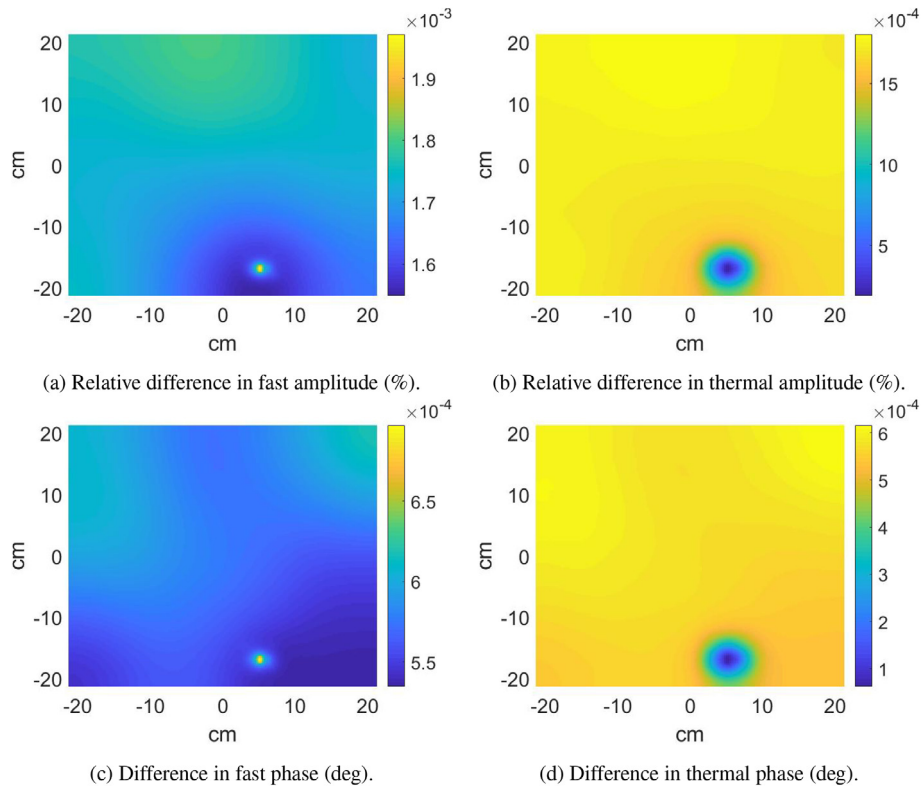 ×10⁻³
20
10
0
-10
-20
cm
-20 -10 0 10 20
cm
1.9
1.8
1.7
1.6
(a) Relative difference in fast amplitude (%).
×10⁻⁴
20
10
0
-10
-20
cm
-20 -10 0 10 20
cm
15
10
5
(b) Relative difference in thermal amplitude (%).
×10⁻⁴
20
10
0
-10
-20
cm
-20 -10 0 10 20
cm
6.5
6
5.5
(c) Difference in fast phase (deg).
×10⁻⁴
20
10
0
-10
-20
cm
-20 -10 0 10 20
cm
6
5
4
3
2
1
(d) Difference in thermal phase (deg).